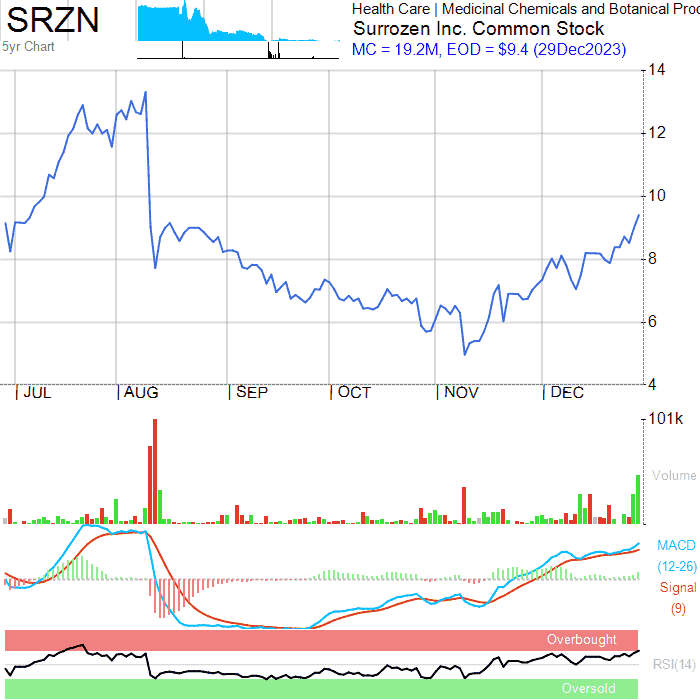 SRZN
5yr Chart
Health Care | Medicinal Chemicals and Botanical Proc
Surrozen Inc. Common Stock
MC = 19.2M, EOD = $9.4 (29Dec2023)
14
12
10
8
6
4
JUL AUG SEP OCT NOV DEC
101k
Volume
MACD
(12-26)
Signal
(9)
Overbought
RSI(14)
Oversold